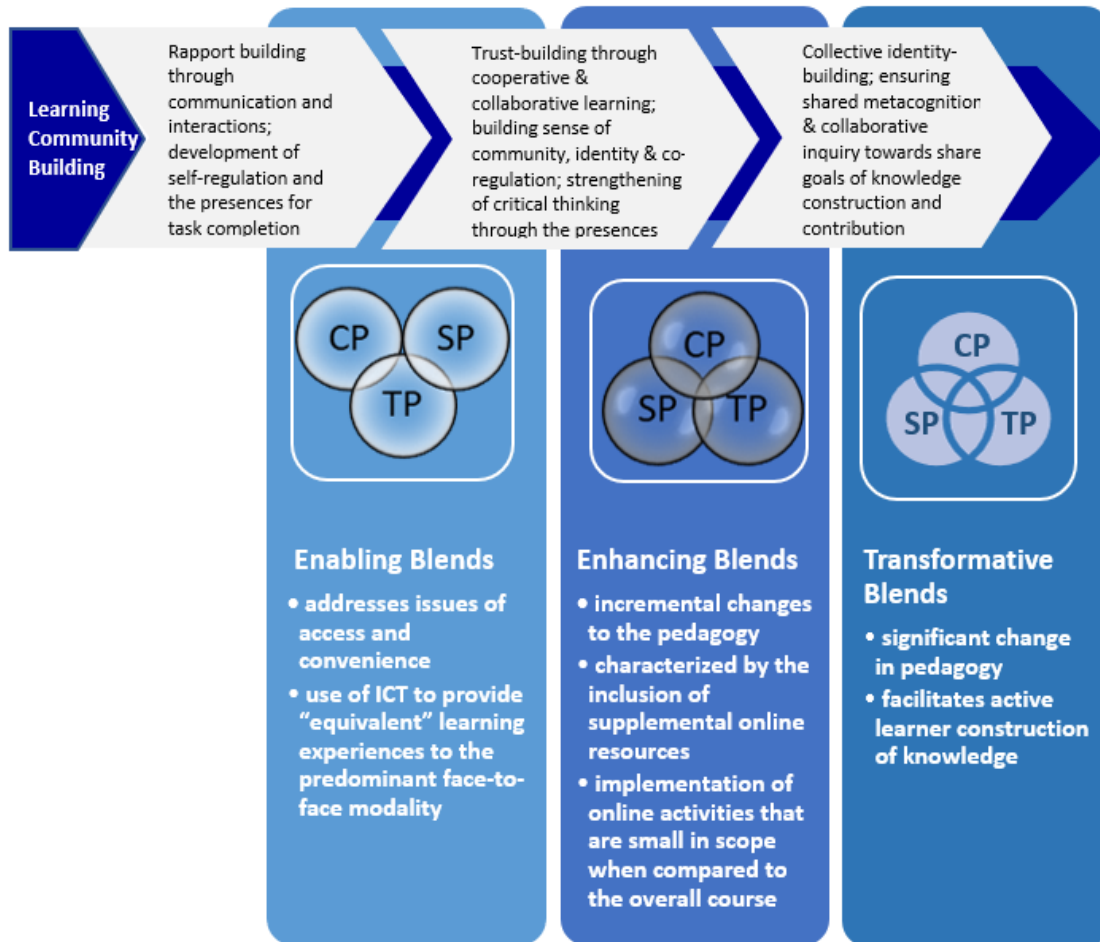 Learning
Community
Building
Rapport building
through
communication and
interactions;
development of
self-regulation and
the presences for
task completion
Trust-building through
cooperative &
collaborative learning;
building sense of
community, identity & co-
regulation; strengthening
of critical thinking
through the presences
Collective identity-
building; ensuring
shared metacognition
& collaborative
inquiry towards share
goals of knowledge
construction and
contribution
CP SP
TP
CP
SP TP
CP
SP TP
Enabling Blends
• addresses issues of
access and
convenience
• use of ICT to provide
“equivalent” learning
experiences to the
predominant face-to-
face modality
Enhancing Blends
• incremental changes
to the pedagogy
• characterized by the
inclusion of
supplemental online
resources
• implementation of
online activities that
are small in scope
when compared to
the overall course
Transformative
Blends
• significant change
in pedagogy
• facilitates active
learner construction
of knowledge